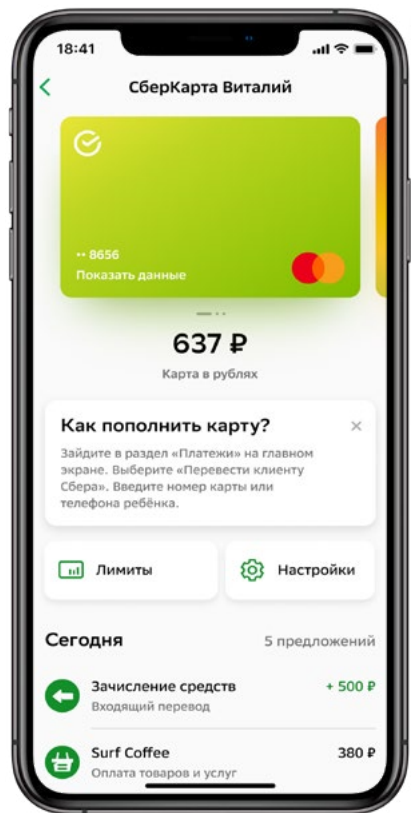 18:41
СберКарта Виталий
•• 8656
Показать данные
637 ₽
Карта в рублях
Как пополнить карту?
Зайдите в раздел «Платежи» на главном
экране. Выберите «Перевести клиенту
Сбера». Введите номер карты или
телефона ребёнка.
Лимиты
Настройки
Сегодня
5 предложений
Зачисление средств
+ 500 ₽
Входящий перевод
Surf Coffee
380 ₽
Оплата товаров и услуг